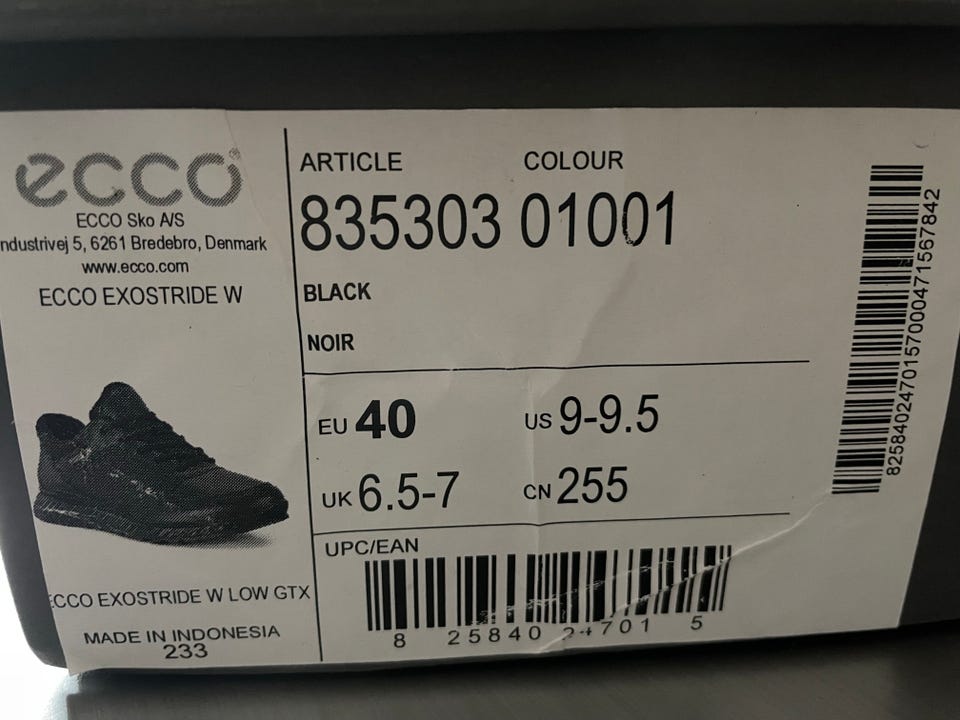 ecco®
ECCO Sko A/S
ndustrivej 5, 6261 Bredebro, Denmark
www.ecco.com
ECCO EXOSTRIDE W
ECCO EXOSTRIDE W LOW GTX
MADE IN INDONESIA
233
ARTICLE COLOUR
835303 01001
BLACK
NOIR
EU 40 US 9-9.5
UK 6.5-7 CN 255
UPC/EAN
8 25840 24701 5
8258402470157000471567842